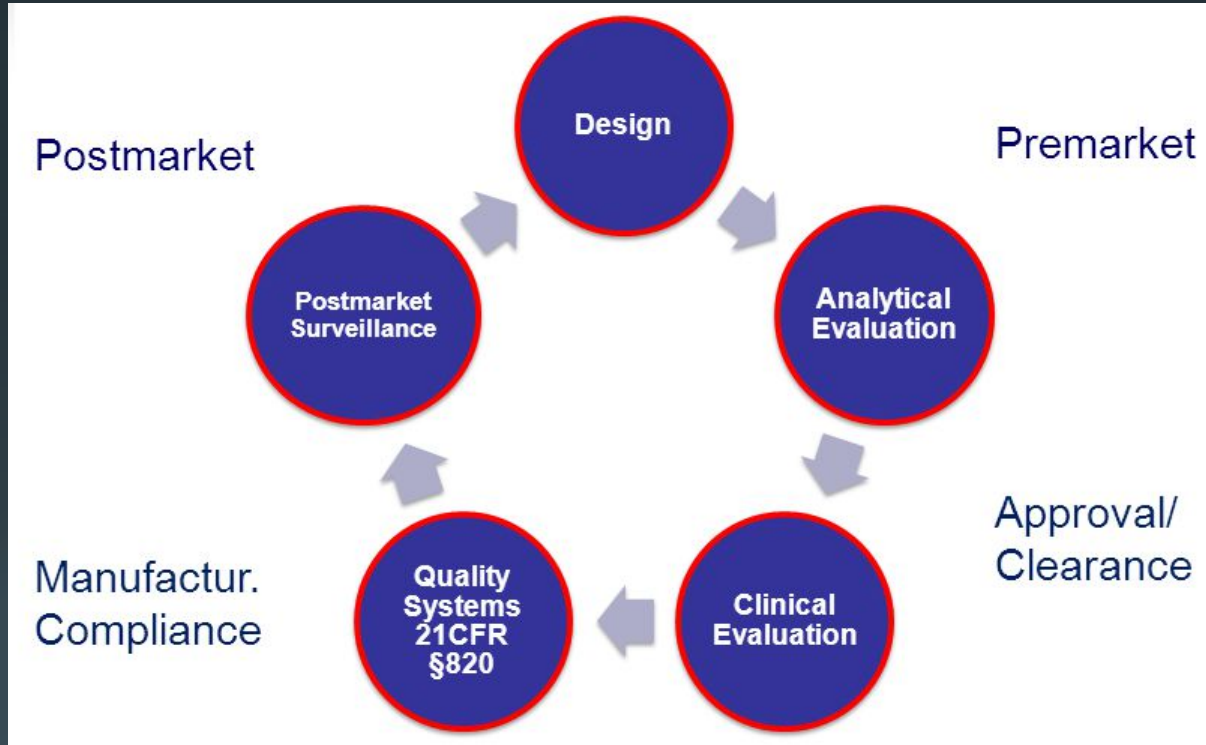 Design
Postmarket
Premarket
Postmarket
Surveillance
Analytical
Evaluation
Approval/
Clearance
Manufactur.
Compliance
Quality
Systems
21CFR
§820
Clinical
Evaluation